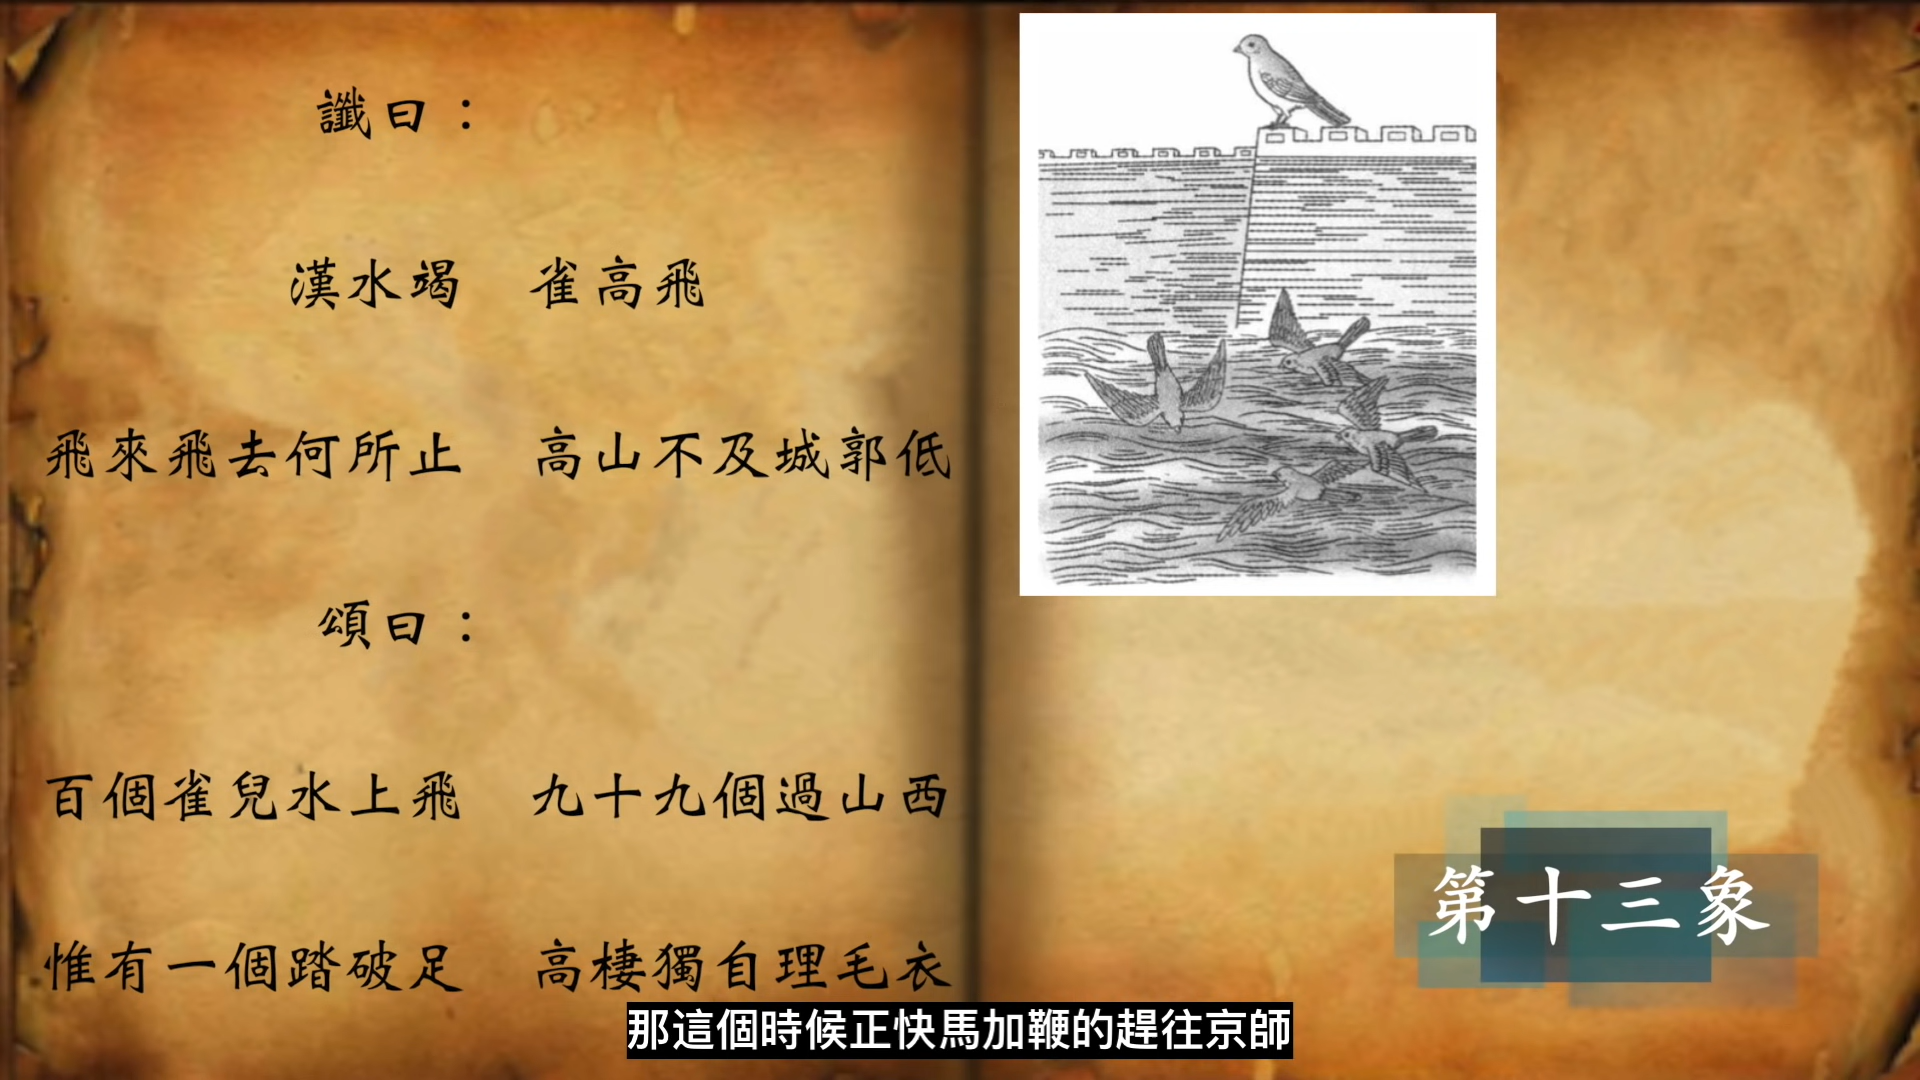 讖曰：
漢水竭　雀高飛
飛來飛去何所止　高山不及城郭低
頌曰：
百個雀兒水上飛　九十九個過山西
惟有一個踏破足　高棲獨自理毛衣
第十三象
那這個時候正快馬加鞭的趕往京師